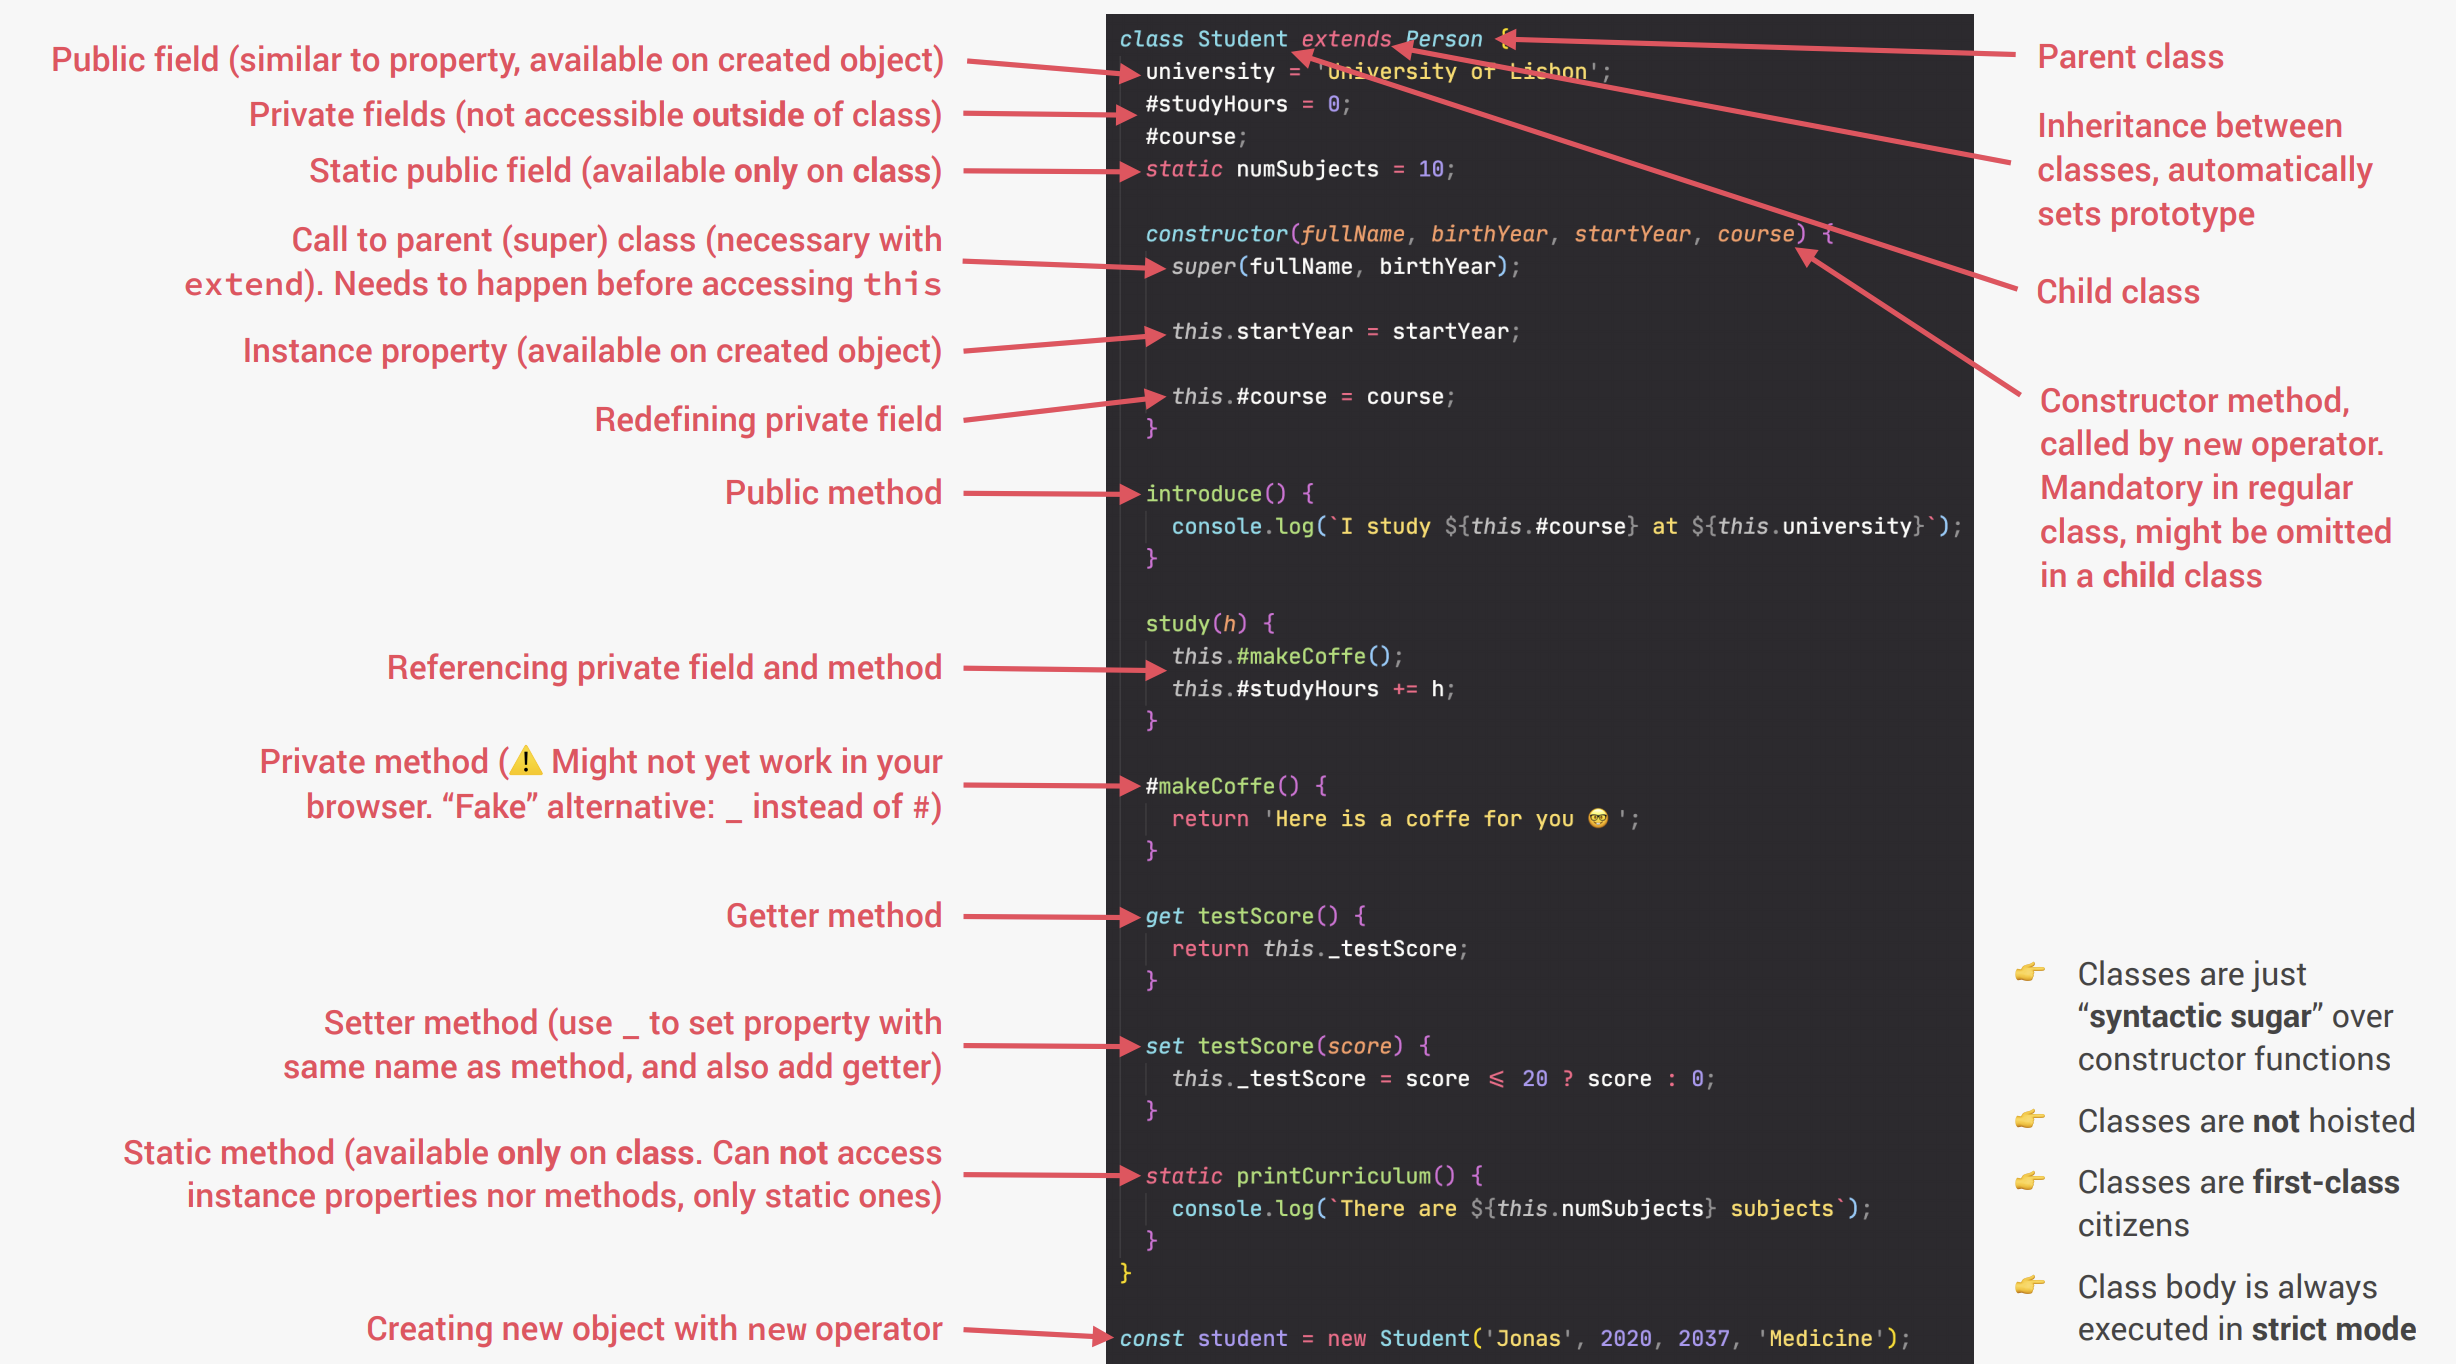 Public field (similar to property, available on created object)
Private fields (not accessible outside of class)
Static public field (available only on class)
Call to parent (super) class (necessary with
extend). Needs to happen before accessing this
Instance property (available on created object)
Redefining private field
Public method
Referencing private field and method
Private method (⚠️ Might not yet work in your
browser. “Fake” alternative: _ instead of #)
Getter method
Setter method (use _ to set property with
same name as method, and also add getter)
Static method (available only on class. Can not access
instance properties nor methods, only static ones)
Creating new object with new operator
class Student extends Person {
university = 'University of Lisbon';
#studyHours = 0;
#course;
static numSubjects = 10;
constructor(fullName, birthYear, startYear, course) {
super(fullName, birthYear);
this.startYear = startYear;
this.#course = course;
}
introduce() {
console.log(`I study ${this.#course} at ${this.university}`);
}
study(h) {
this.#makeCoffe();
this.#studyHours += h;
}
#makeCoffe() {
return 'Here is a coffe for you 🤓';
}
get testScore() {
return this._testScore;
}
set testScore(score) {
this._testScore = score ⩽ 20 ? score : 0;
}
static printCurriculum() {
console.log(`There are ${this.numSubjects} subjects`);
}
}
const student = new Student('Jonas', 2020, 2037, 'Medicine');
Parent class
Inheritance between
classes, automatically
sets prototype
Child class
Constructor method,
called by new operator.
Mandatory in regular
class, might be omitted
in a child class
👉 Classes are just
“syntactic sugar” over
constructor functions
👉 Classes are not hoisted
👉 Classes are first-class
citizens
👉 Class body is always
executed in strict mode